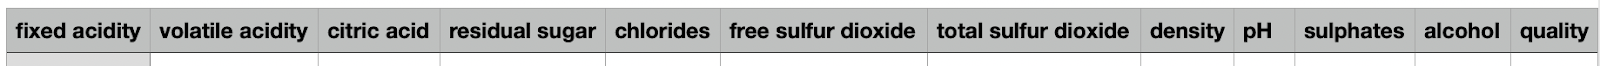 fixed acidity volatile acidity citric acid residual sugar chlorides free sulfur dioxide total sulfur dioxide density pH sulphates alcohol quality